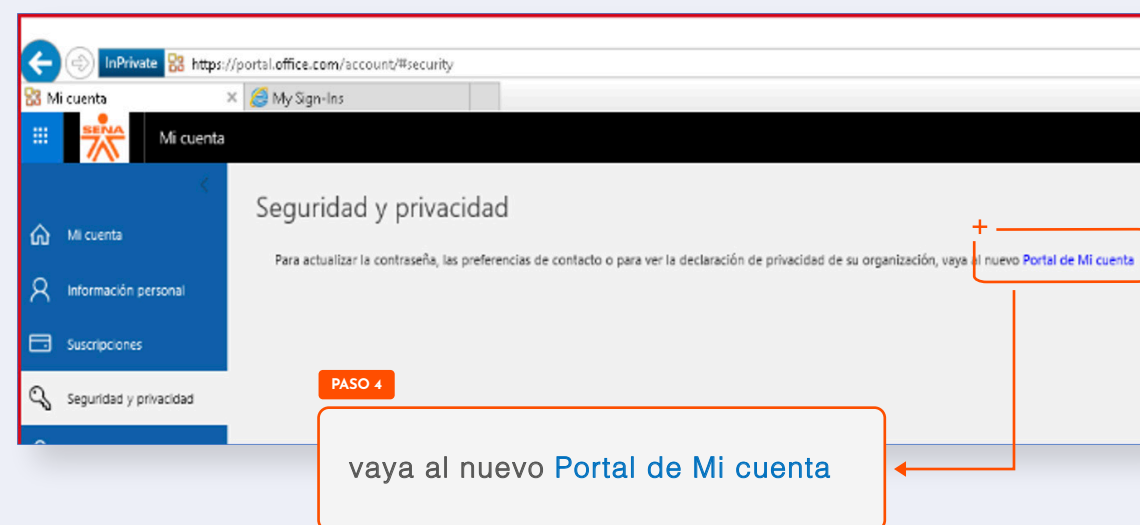 InPrivate https://portal.office.com/account/#security
Mi cuenta × My Sign-Ins
SENA Mi cuenta
Seguridad y privacidad
Mi cuenta
Para actualizar la contraseña, las preferencias de contacto o para ver la declaración de privacidad de su organización, vaya al nuevo Portal de Mi cuenta
Información personal
Suscripciones
Seguridad y privacidad
PASO 4
vaya al nuevo Portal de Mi cuenta